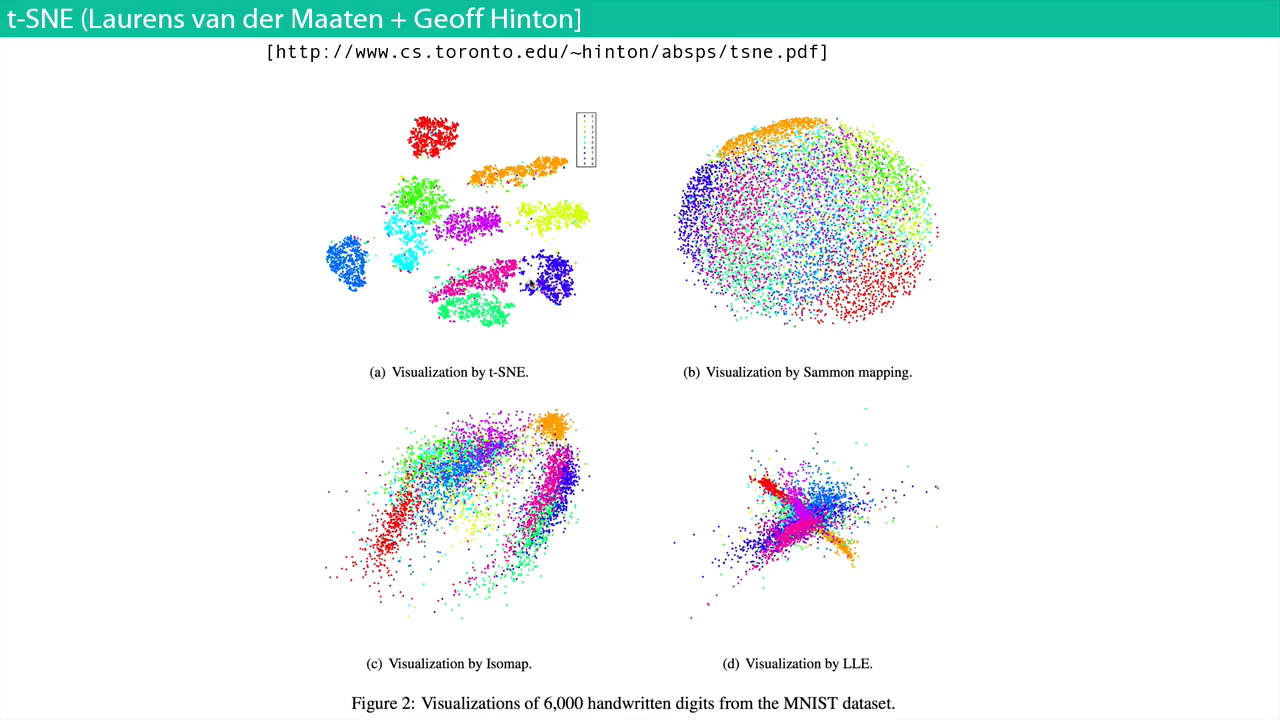 t-SNE (Laurens van der Maaten + Geoff Hinton]
[http://www.cs.toronto.edu/~hinton/absps/tsne.pdf]
(a) Visualization by t-SNE.
(b) Visualization by Sammon mapping.
(c) Visualization by Isomap.
(d) Visualization by LLE.
Figure 2: Visualizations of 6,000 handwritten digits from the MNIST dataset.